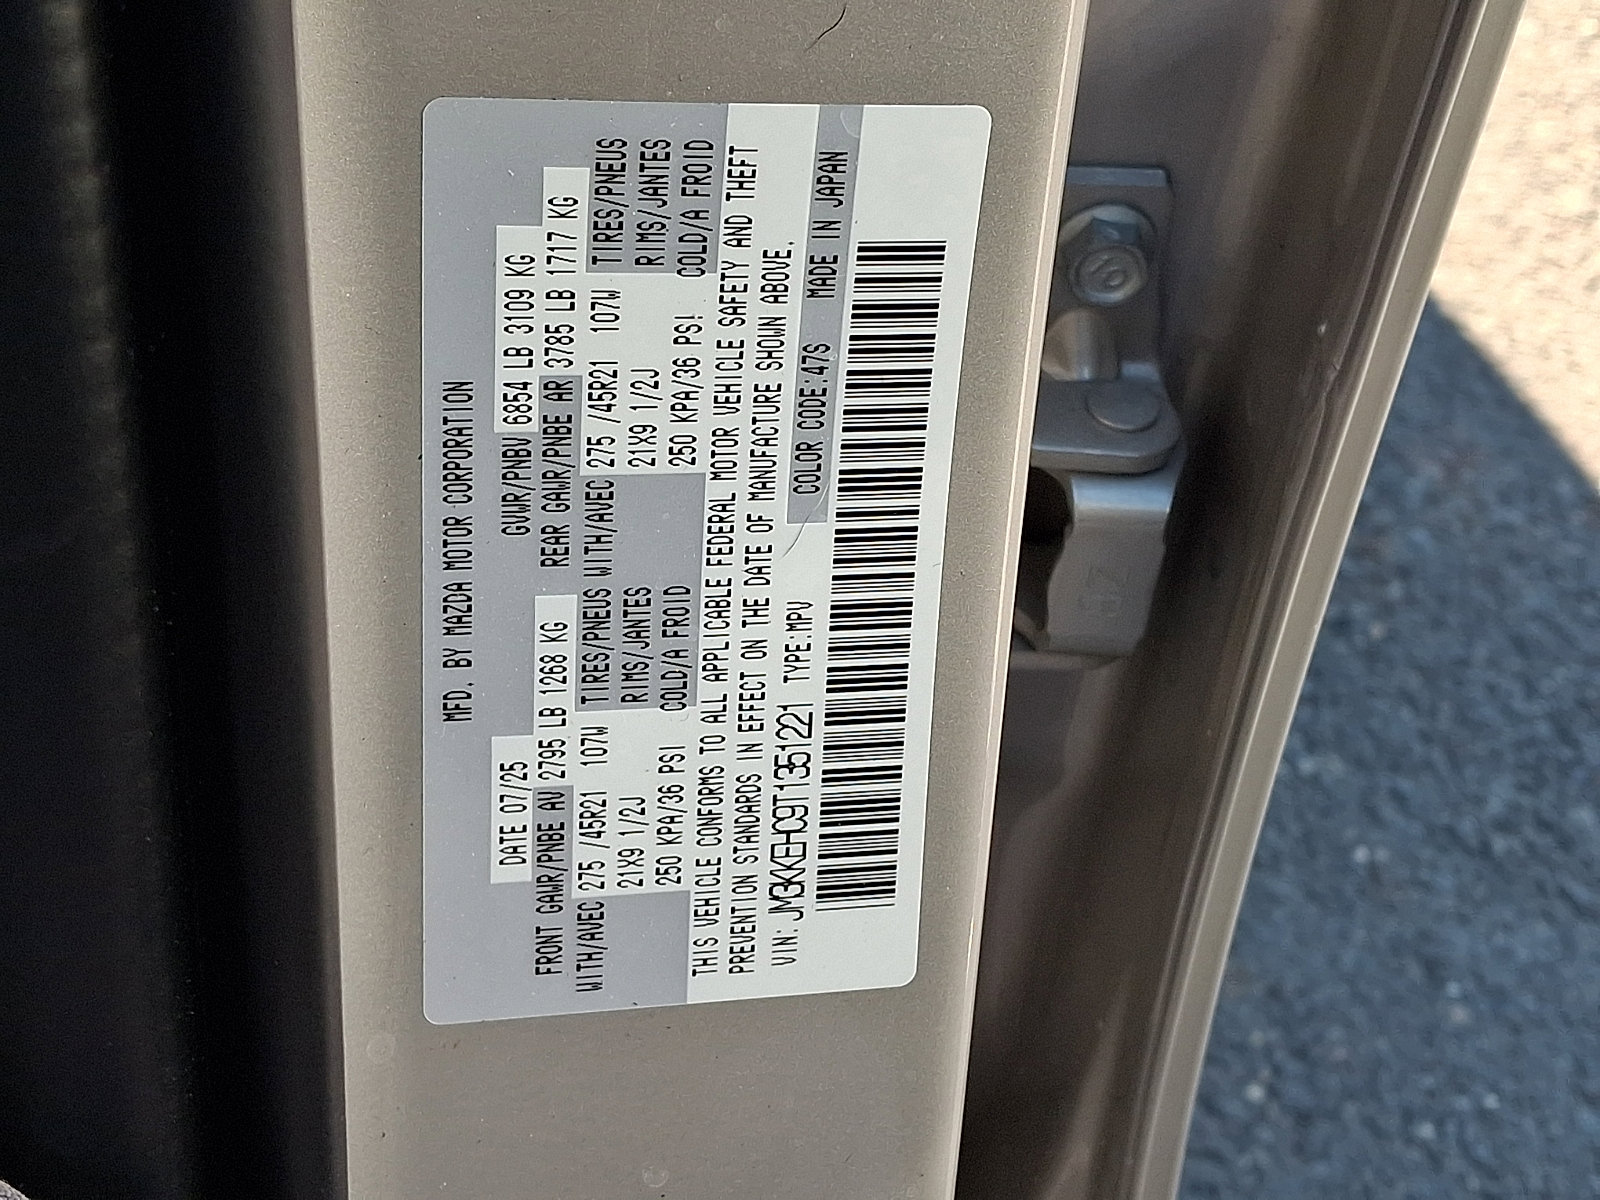 MFD. BY MAZDA MOTOR CORPORATION
DATE 07/25 GVWR/PNBV 6854 LB 3109 KG
FRONT GAWR/PNBE AV 2795 LB 1268 KG REAR GAWR/PNBE AR 3785 LB 1717 KG
WITH/AVEC 275 /45R21 107W TIRES/PNEUS WITH/AVEC 275 /45R21 107W TIRES/PNEUS
21X9 1/2J RIMS/JANTES 21X9 1/2J RIMS/JANTES
250 KPA/36 PSI COLD/A FROID 250 KPA/36 PSI COLD/A FROID
THIS VEHICLE CONFORMS TO ALL APPLICABLE FEDERAL MOTOR VEHICLE SAFETY AND THEFT
PREVENTION STANDARDS IN EFFECT ON THE DATE OF MANUFACTURE SHOWN ABOVE.
VIN: JM3KKEHC9T1351221 TYPE:MPV COLOR CODE:47S MADE IN JAPAN